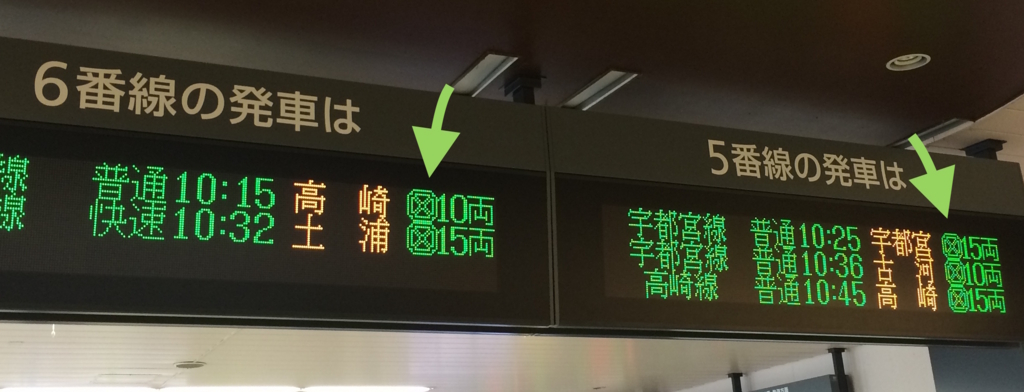 6番線の発車は
線 普通 10:15 高崎 10両
線 快速 10:32 土浦 15両
5番線の発車は
宇都宮線 普通 10:25 宇都宮 15両
宇都宮線 普通 10:36 古河 10両
高崎線 普通 10:45 高崎 15両